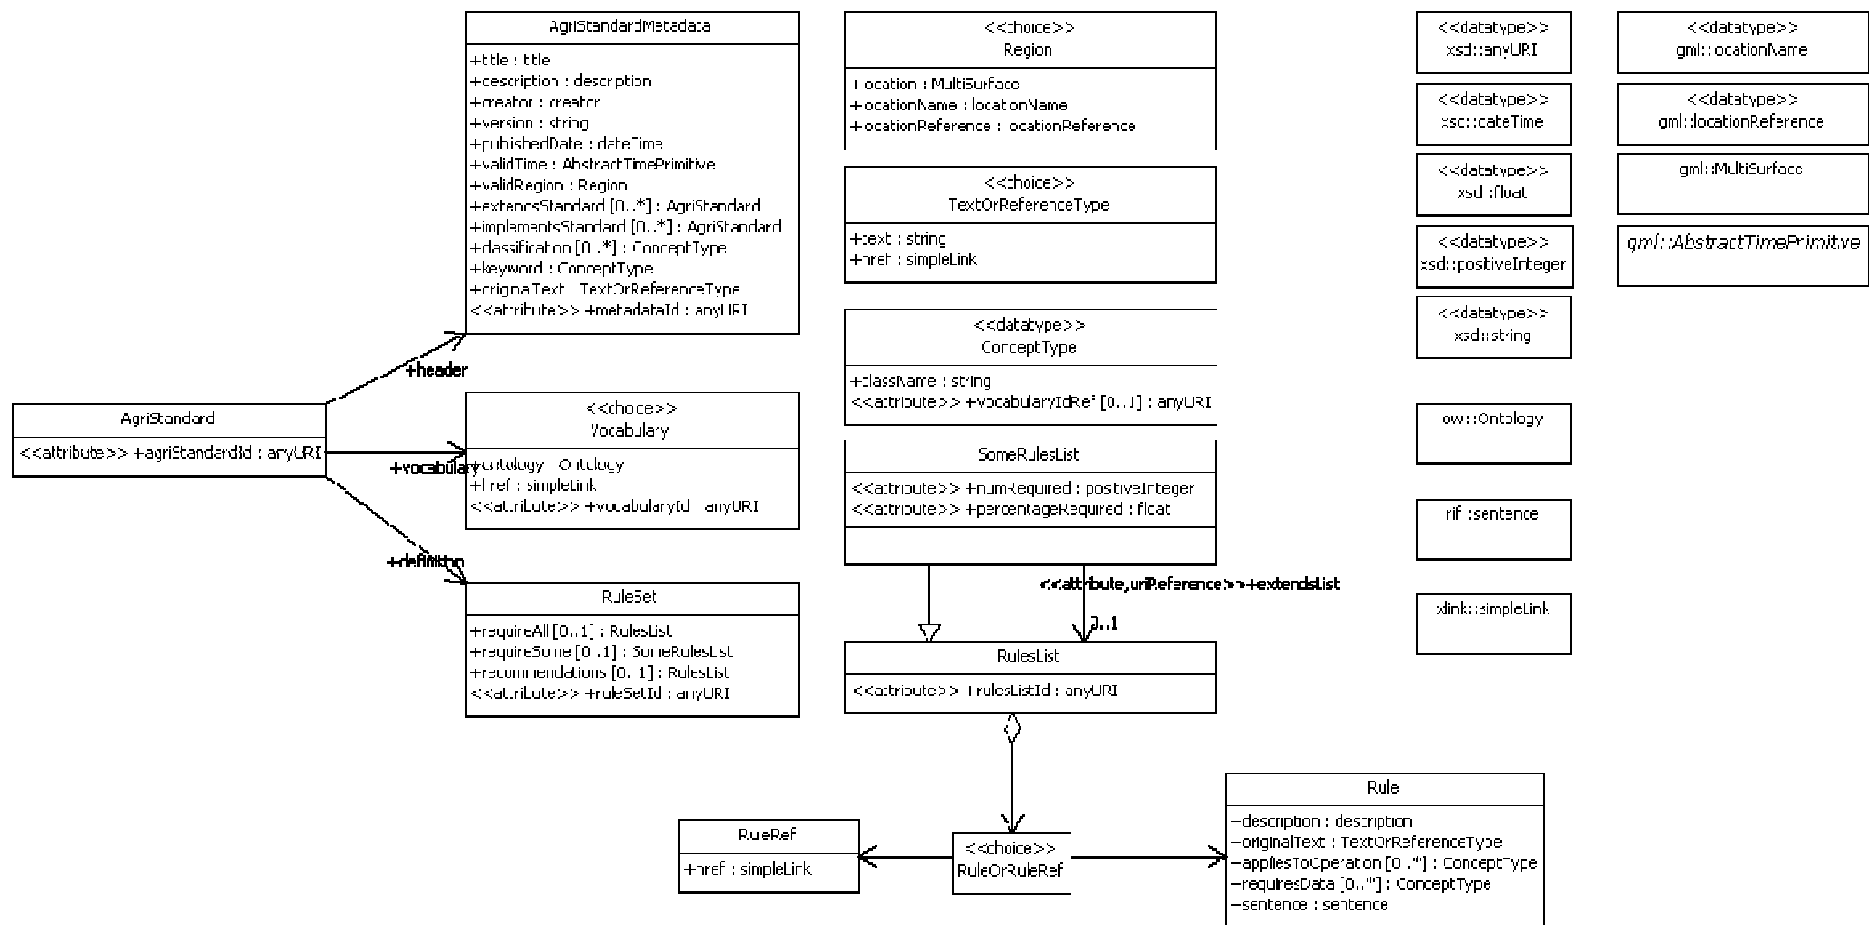 AgriStandardMetadata
+title : title
+description : description
+creator : creator
+version : string
+publishedDate : dateTime
+validTime : AbstractTimePrimitive
+validRegion : Region
+extendsStandard [0..*] : AgriStandard
+implementsStandard [0..*] : AgriStandard
+classification [0..*] : ConceptType
+keyword : ConceptType
+originalText : TextOrReferenceType
<<attribute>> +metadataId : anyURI
+header
AgriStandard
<<attribute>> +agriStandardId : anyURI
+vocabulary
+definition
<<choice>>
Vocabulary
+ontology : Ontology
+href : simpleLink
<<attribute>> +vocabularyId : anyURI
RuleSet
+requireAll [0..1] : RulesList
+requireSome [0..1] : SomeRulesList
+recommendations [0..1] : RulesList
<<attribute>> +ruleSetId : anyURI
<<choice>>
Region
+location : MultiSurface
+locationName : locationName
+locationReference : locationReference
<<choice>>
TextOrReferenceType
+text : string
+href : simpleLink
<<datatype>>
ConceptType
+className : string
<<attribute>> +vocabularyIdRef [0..1] : anyURI
SomeRulesList
<<attribute>> +numRequired : positiveInteger
<<attribute>> +percentageRequired : float
<<attribute,uriReference>> +extendsList
0..1
RulesList
<<attribute>> +rulesListId : anyURI
RuleRef
+href : simpleLink
<<choice>>
RuleOrRuleRef
Rule
-description : description
-originalText : TextOrReferenceType
-appliesToOperation [0..*] : ConceptType
-requiresData [0..*] : ConceptType
-sentence : sentence
<<datatype>>
xsd::anyURI
<<datatype>>
xsd::dateTime
<<datatype>>
xsd::float
<<datatype>>
xsd::positiveInteger
<<datatype>>
xsd::string
owl::Ontology
rif::sentence
xlink::simpleLink
<<datatype>>
gml::locationName
<<datatype>>
gml::locationReference
gml::MultiSurface
gml::AbstractTimePrimitive